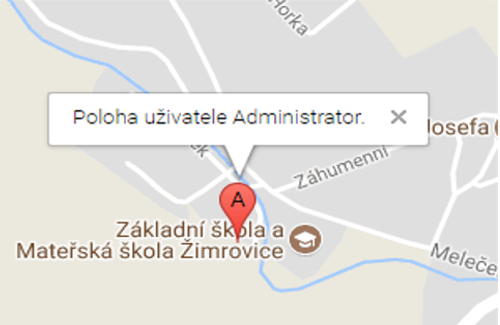 Horka
Poloha uživatele Administrator.
Josefa
Záhumenní
A
Základní škola a
Mateřská škola Žimrovice
Meleč